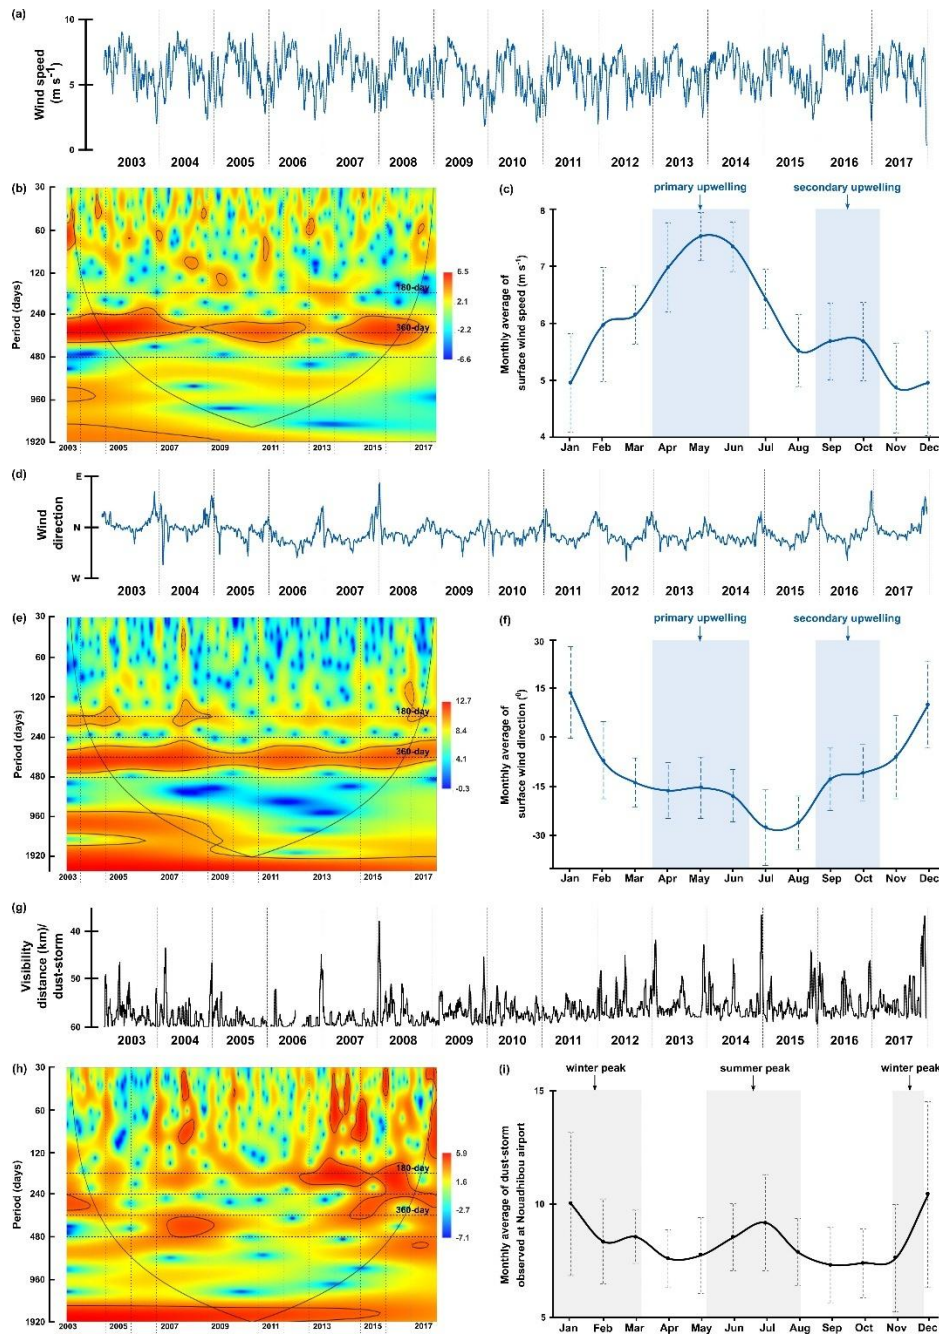 (a)
10
5
0
Wind speed
(m s⁻¹)
2003 2004 2005 2006 2007 2008 2009 2010 2011 2012 2013 2014 2015 2016 2017
(b)
30
60
120
240
480
960
1920
Period (days)
180-day
360-day
6.5
2.1
-2.2
-6.6
2003 2005 2007 2009 2011 2013 2015 2017
(c)
primary upwelling
secondary upwelling
8
7
6
5
4
Monthly average of
surface wind speed (m s⁻¹)
Jan Feb Mar Apr May Jun Jul Aug Sep Oct Nov Dec
(d)
E
N
W
Wind
direction
2003 2004 2005 2006 2007 2008 2009 2010 2011 2012 2013 2014 2015 2016 2017
(e)
30
60
120
240
480
960
1920
Period (days)
180-day
360-day
12.7
8.4
4.1
-0.3
2003 2005 2007 2009 2011 2013 2015 2017
(f)
primary upwelling
secondary upwelling
30
15
0
-15
-30
Monthly average of
surface wind direction (⁰)
Jan Feb Mar Apr May Jun Jul Aug Sep Oct Nov Dec
(g)
40
50
60
Visibility
distance (km)/
dust-storm
2003 2004 2005 2006 2007 2008 2009 2010 2011 2012 2013 2014 2015 2016 2017
(h)
30
60
120
240
480
960
1920
Period (days)
180-day
360-day
5.9
1.6
-2.8
-7.1
2003 2005 2007 2009 2011 2013 2015 2017
(i)
winter peak
summer peak
winter peak
15
10
5
Monthly average of dust-storm
observed at Nouadhibou airport
Jan Feb Mar Apr May Jun Jul Aug Sep Oct Nov Dec